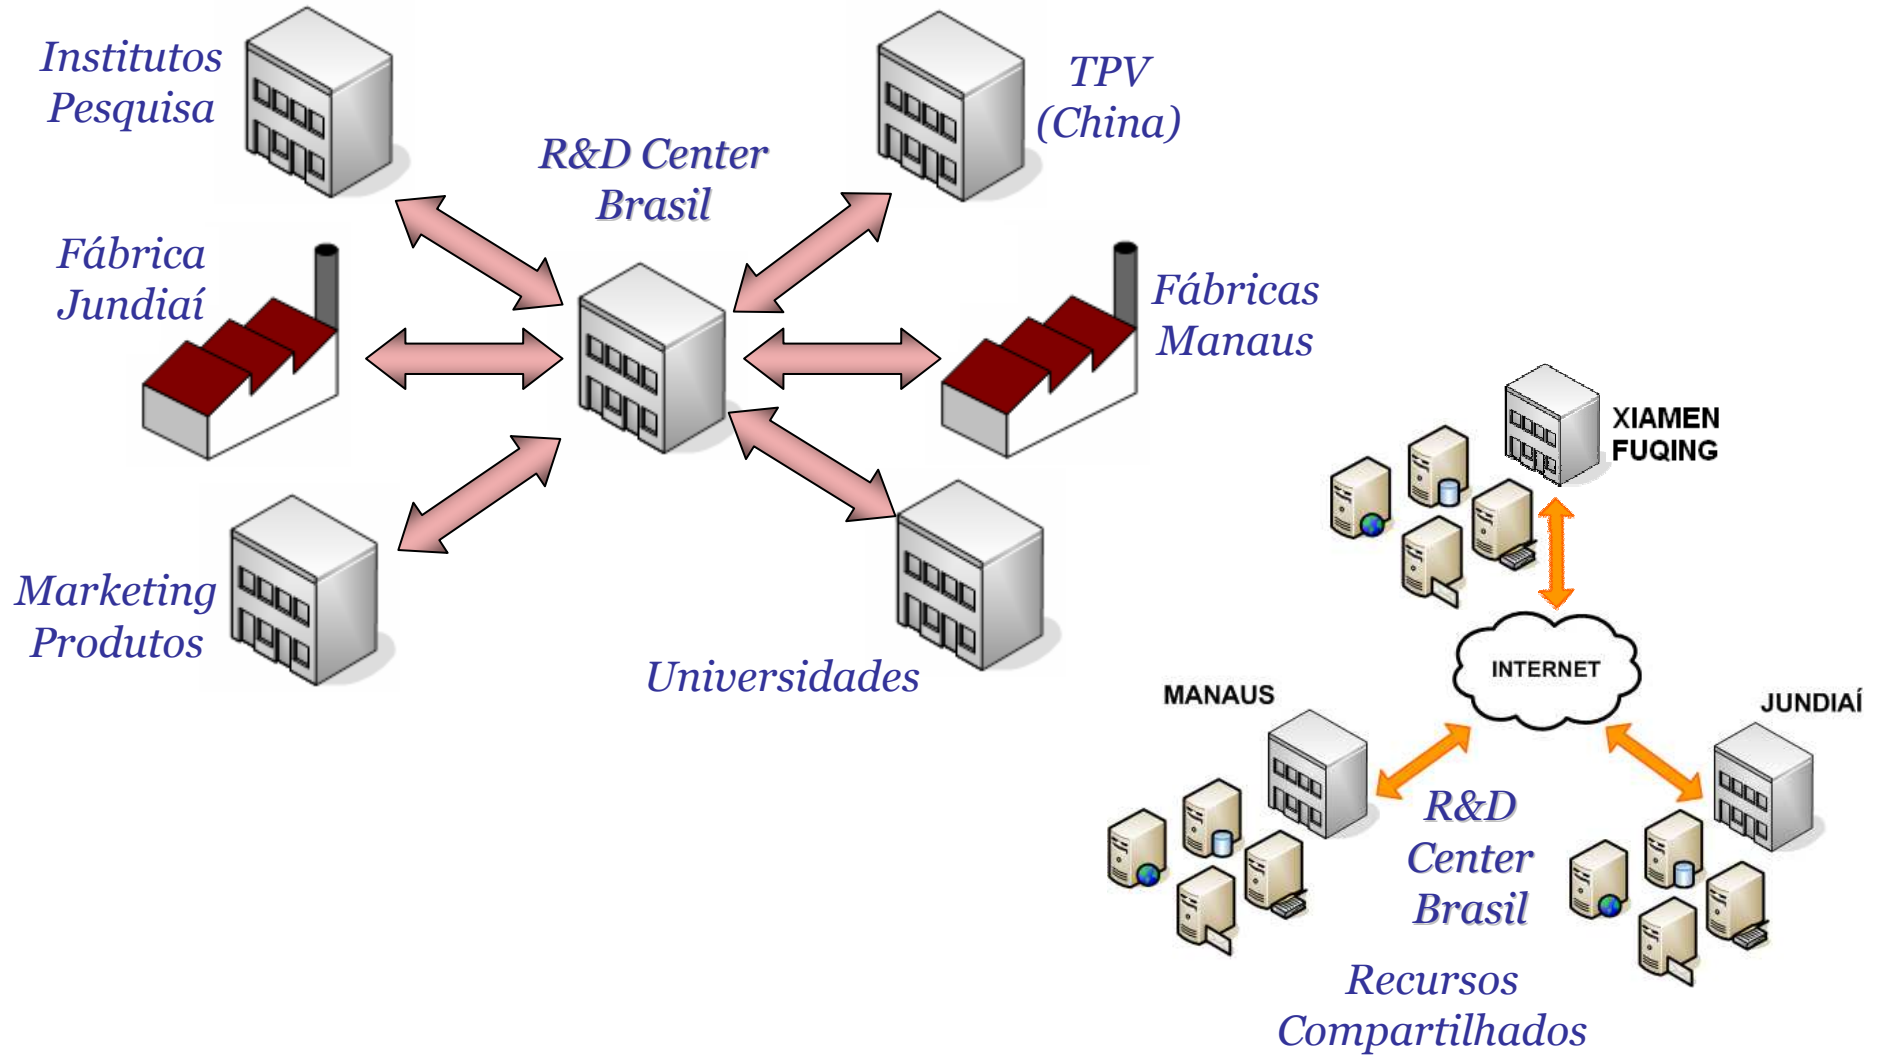 Institutos
Pesquisa
TPV
(China)
R&D Center
Brasil
Fábrica
Jundiaí
Fábricas
Manaus
Marketing
Produtos
Universidades
XIAMEN
FUQING
INTERNET
MANAUS
JUNDIAÍ
R&D
Center
Brasil
Recursos
Compartilhados